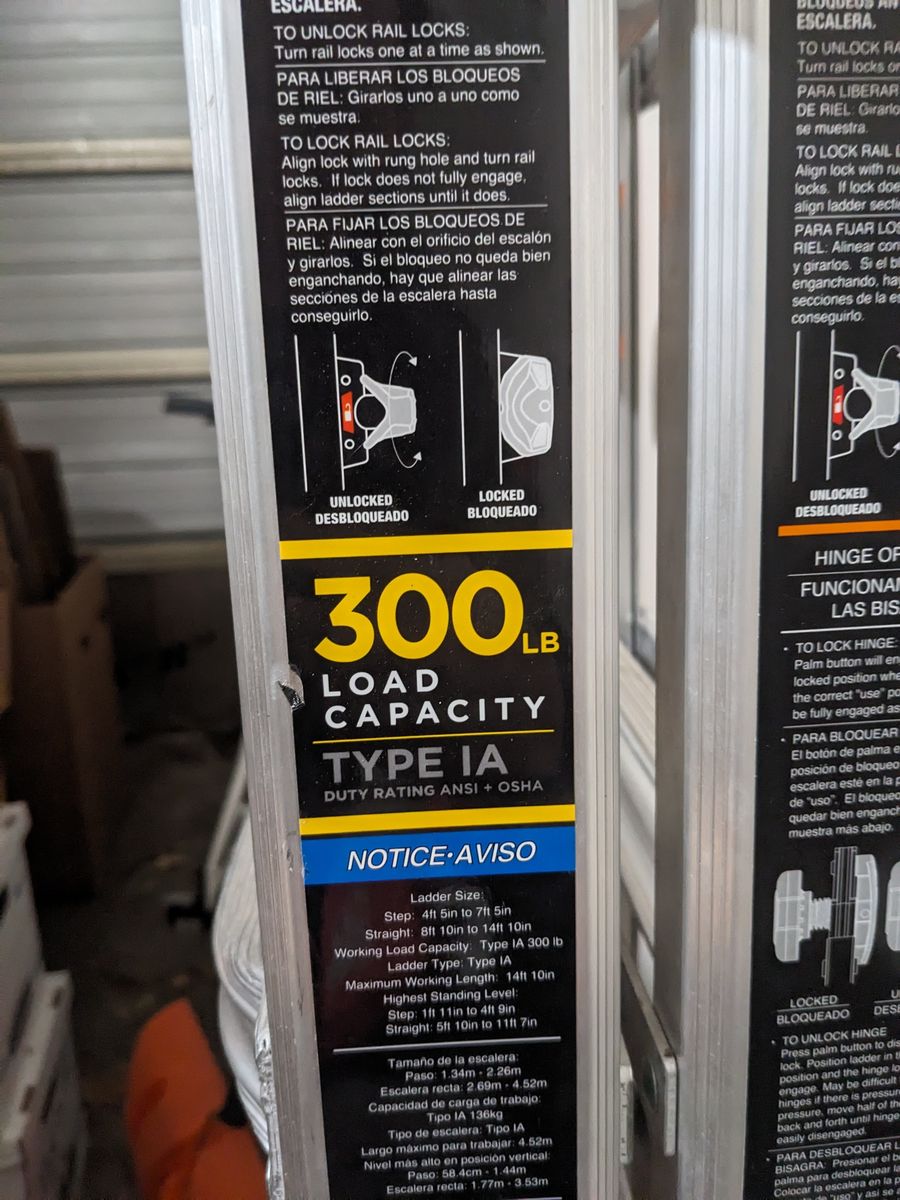 ESCALERA.
TO UNLOCK RAIL LOCKS:
Turn rail locks one at a time as shown.
PARA LIBERAR LOS BLOQUEOS
DE RIEL: Girarlos uno a uno como
se muestra.
TO LOCK RAIL LOCKS:
Align lock with rung hole and turn rail
locks. If lock does not fully engage,
align ladder sections until it does.
PARA FIJAR LOS BLOQUEOS DE
RIEL: Alinear con el orificio del escalón
y girarlos. Si el bloqueo no queda bien
enganchando, hay que alinear las
secciónes de la escalera hasta
conseguirlo.
UNLOCKED
DESBLOQUEADO
LOCKED
BLOQUEADO
300 LB
LOAD
CAPACITY
TYPE IA
DUTY RATING ANSI + OSHA
NOTICE·AVISO
Ladder Size:
Step: 4ft 5in to 7ft 5in
Straight: 8ft 10in to 14ft 10in
Working Load Capacity: Type IA 300 lb
Ladder Type: Type IA
Maximum Working Length: 14ft 10in
Highest Standing Level:
Step: 1ft 11in to 4ft 9in
Straight: 5ft 10in to 11ft 7in
Tamaño de la escalera:
Paso: 1.34m - 2.26m
Escalera recta: 2.69m - 4.52m
Capacidad de carga de trabajo:
Tipo IA 136kg
Tipo de escalera: Tipo IA
Largo máximo para trabajar: 4.52m
Nivel más alto en posición vertical:
Paso: 58.4cm - 1.44m
Escalera recta: 1.77m - 3.53m
BLOQUEOS AN
ESCALERA.
TO UNLOCK RA
Turn rail locks o
PARA LIBERAR
DE RIEL: Girarlo
se muestra.
TO LOCK RAIL L
Align lock with ru
locks. If lock doe
align ladder secti
PARA FIJAR LOS
RIEL: Alinear con
y girarlos. Si el bl
enganchando, hay
secciones de la es
conseguirlo.
UNLOCKED
DESBLOQUEADO
HINGE OP
FUNCIONA
LAS BIS
• TO LOCK HINGE:
Palm button will en
locked position whe
the correct "use" po
be fully engaged as
• PARA BLOQUEAR
El botón de palma e
posición de bloqueo
escalera esté en la p
de "uso". El bloqueo
quedar bien enganch
muestra más abajo.
LOCKED
BLOQUEADO
U
DES
• TO UNLOCK HINGE
Press palm button to dis
lock. Position ladder in t
position and the hinge lo
engage. May be difficult
hinges if there is pressur
pressure, move half of th
back and forth until hinge
easily disengaged.
• PARA DESBLOQUEAR L
BISAGRA: Presionar el bo
palma para desbloquear la
Colocar la escalera en la p